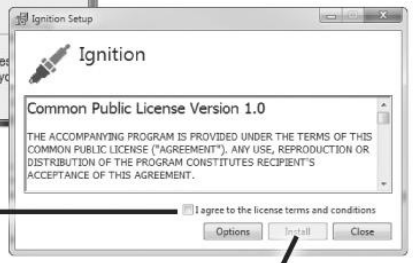 Ignition Setup
Ignition
Common Public License Version 1.0
THE ACCOMPANYING PROGRAM IS PROVIDED UNDER THE TERMS OF THIS
COMMON PUBLIC LICENSE ("AGREEMENT"). ANY USE, REPRODUCTION OR
DISTRIBUTION OF THE PROGRAM CONSTITUTES RECIPIENT'S
ACCEPTANCE OF THIS AGREEMENT.
I agree to the license terms and conditions
Options Install Close